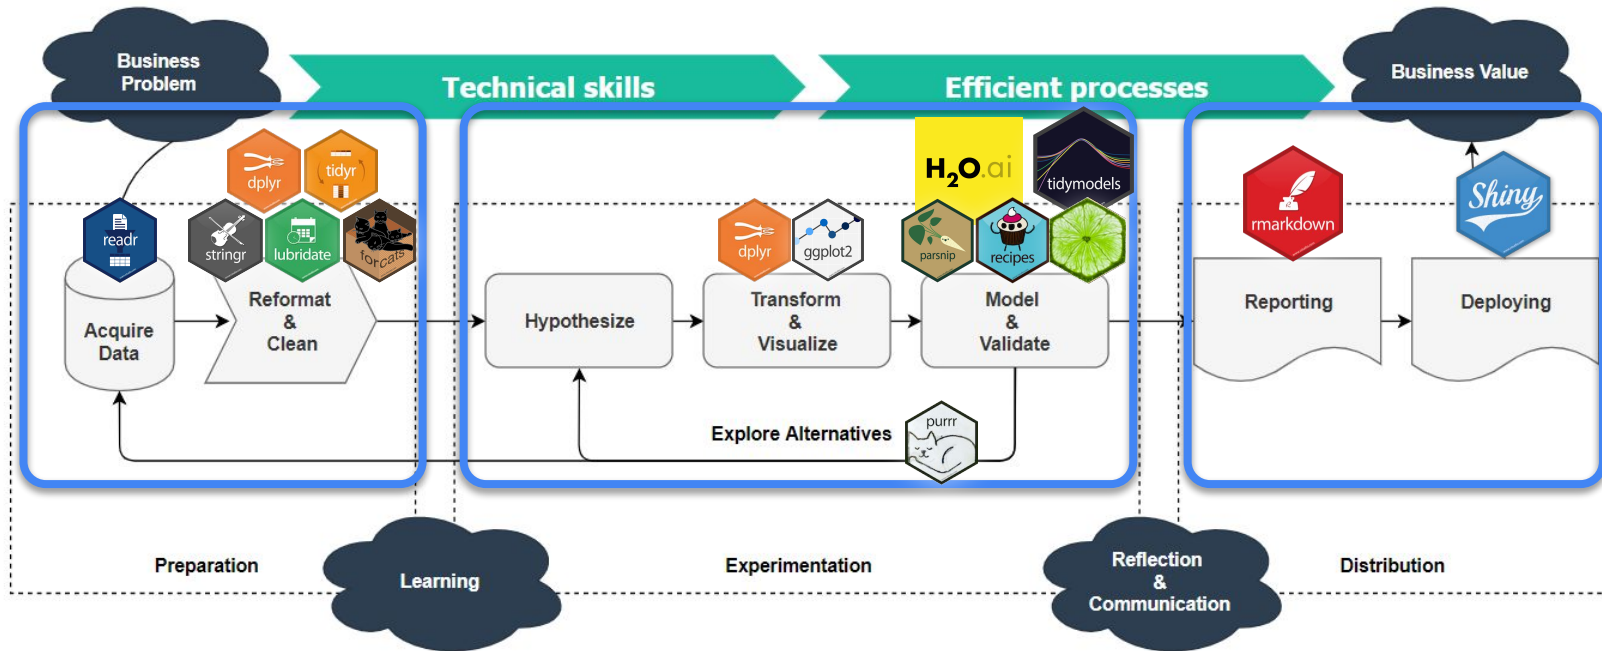 Business
Problem
Technical skills
Efficient processes
Business Value
dplyr
tidyr
readr
stringr
lubridate
forcats
H2O.ai
tidymodels
dplyr
ggplot2
parsnip
recipes
rmarkdown
Shiny
Acquire
Data
Reformat
&
Clean
Hypothesize
Transform
&
Visualize
Model
&
Validate
Reporting
Deploying
Explore Alternatives
purrr
Preparation
Learning
Experimentation
Reflection
&
Communication
Distribution